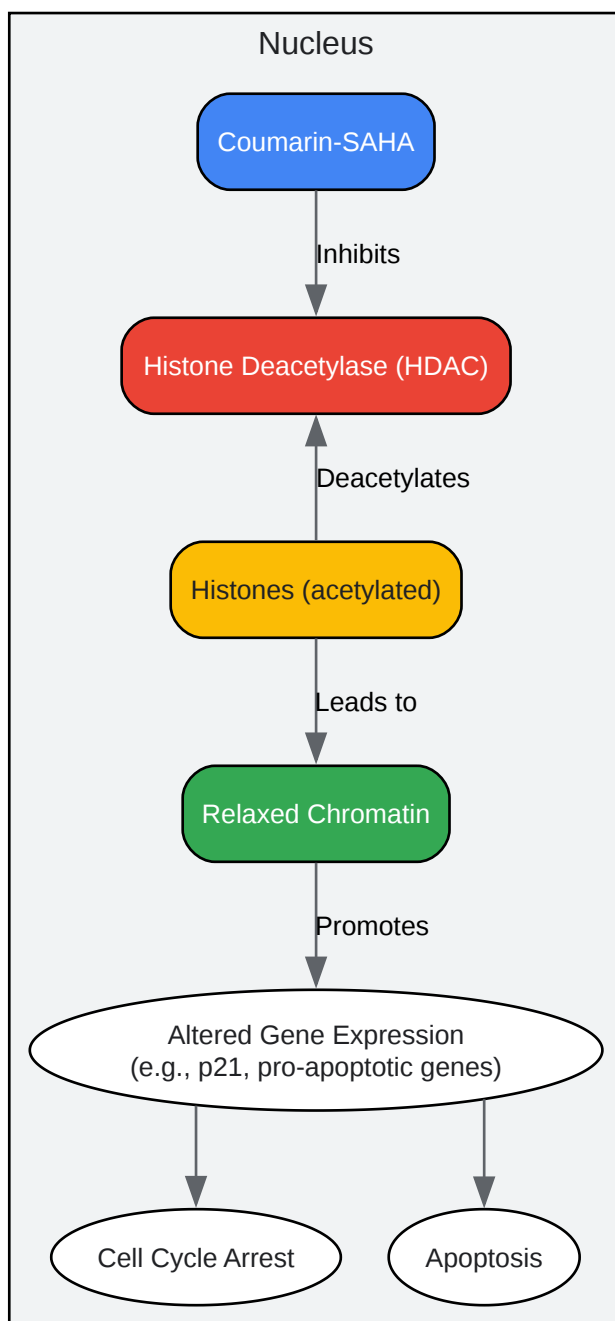 Nucleus
Coumarin-SAHA
Inhibits
Histone Deacetylase (HDAC)
Deacetylates
Histones (acetylated)
Leads to
Relaxed Chromatin
Promotes
Altered Gene Expression
(e.g., p21, pro-apoptotic genes)
Cell Cycle Arrest
Apoptosis